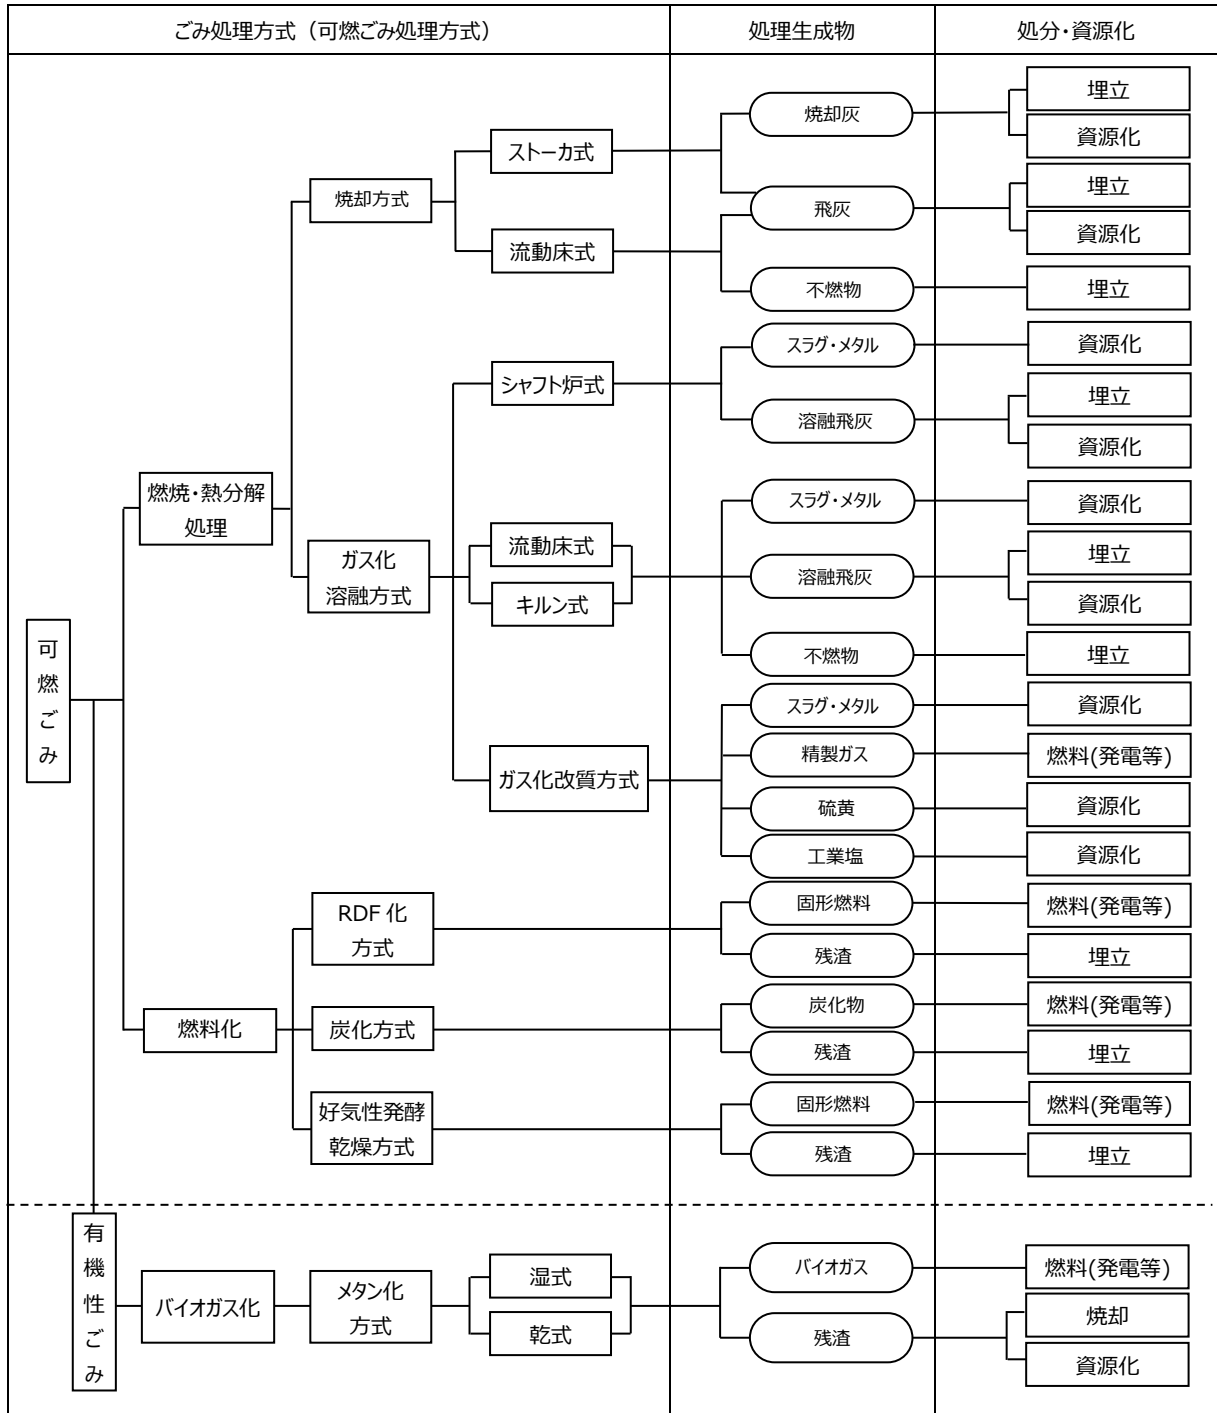 ごみ処理方式（可燃ごみ処理方式）
処理生成物
処分・資源化
可燃ごみ
燃焼・熱分解
処理
焼却方式
ストーカ式
焼却灰
埋立
資源化
飛灰
埋立
資源化
流動床式
不燃物
埋立
ガス化
溶融方式
シャフト炉式
スラグ・メタル
資源化
溶融飛灰
埋立
資源化
流動床式
キルン式
スラグ・メタル
資源化
溶融飛灰
埋立
資源化
不燃物
埋立
ガス化改質方式
スラグ・メタル
資源化
精製ガス
燃料(発電等)
硫黄
資源化
工業塩
資源化
燃料化
RDF 化
方式
固形燃料
燃料(発電等)
残渣
埋立
炭化方式
炭化物
燃料(発電等)
残渣
埋立
好気性発酵
乾燥方式
固形燃料
燃料(発電等)
残渣
埋立
有機性ごみ
バイオガス化
メタン化
方式
湿式
乾式
バイオガス
燃料(発電等)
残渣
焼却
資源化